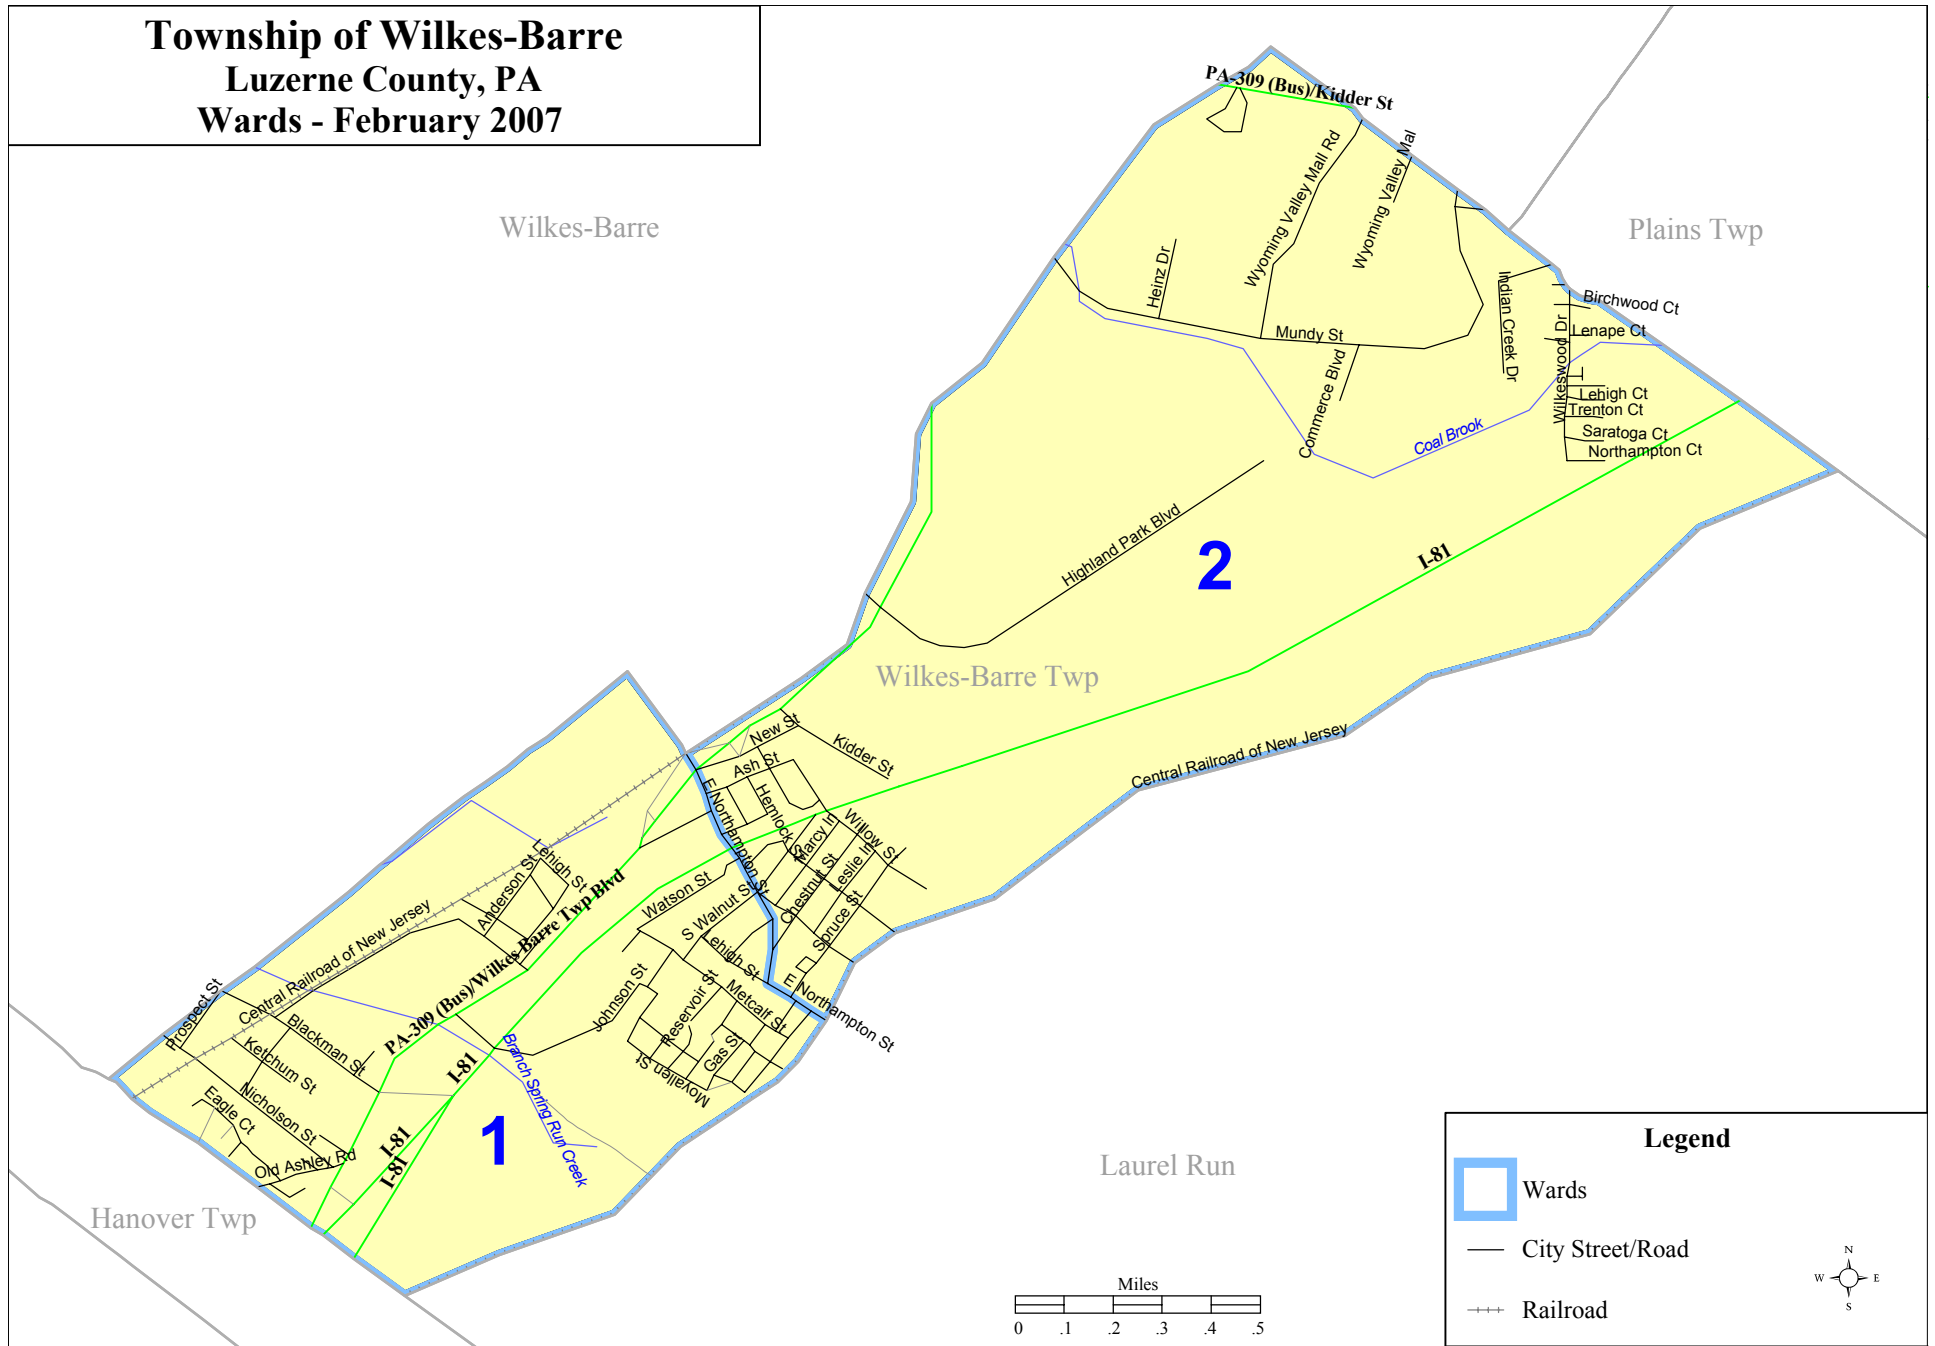 Township of Wilkes-Barre
Luzerne County, PA
Wards - February 2007
PA-309 (Bus)/Kidder St
Wyoming Valley Mall Rd
Wyoming Valley Mal
Wilkes-Barre
Plains Twp
Heinz Dr
Indian Creek Dr
Birchwood Ct
Mundy St
Lenape Ct
Wilkeswood Dr
Commerce Blvd
Lehigh Ct
Trenton Ct
Coal Brook
Saratoga Ct
Northampton Ct
Highland Park Blvd
2
I-81
Wilkes-Barre Twp
New St
Kidder St
Ash St
Central Railroad of New Jersey
E Northampton St
Hemlock St
Marcy ln
Willow St
Lehigh St
Anderson St
Chestnut St
Leslie ln
Watson St
S Walnut S
Spruce St
Central Railroad of New Jersey
PA-309 (Bus)/Wilkes Barre Twp Blvd
Lehigh St
Prospect St
Johnson St
Reservoir St
Metcalf St
E Northampton St
Blackman St
Ketchum St
I-81
Branch Spring Run Creek
Gas St
Moyallen St
Eagle Ct
Nicholson St
I-81
I-81
1
Old Ashley Rd
Hanover Twp
Laurel Run
Legend
Wards
City Street/Road
Railroad
N
W
E
S
Miles
0 .1 .2 .3 .4 .5